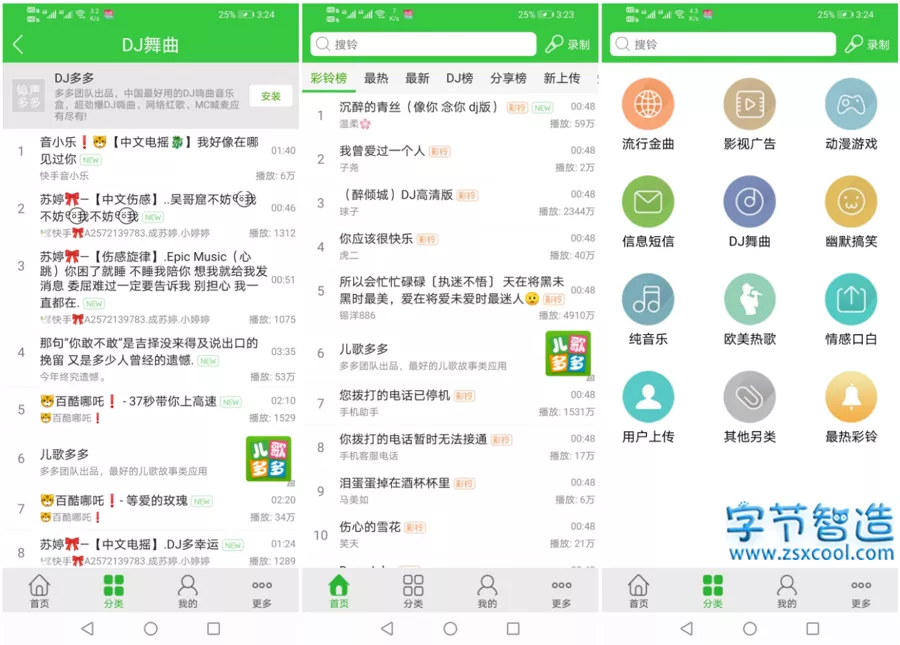 25% 3:24
DJ舞曲
DJ多多
多多团队出品，中国最好用的DJ嗨曲音乐
盒，超劲爆DJ嗨曲、网络红歌、MC喊麦应
有尽有!
安装
1
音小乐❗🐯【中文电摇🐉】我好像在哪
见过你 NEW
01:40
快手音小乐
播放: 6万
2
苏婷🎀—【中文伤感】..吴哥窟不妨我
不妨我不妨 NEW
00:46
快手🎀A2572139783.成苏婷.小婷婷
播放: 1312
3
苏婷🎀—【伤感旋律】.Epic Music（心
跳）你困了就睡 不睡我陪你 想我就给我发
消息 委屈难过一定要告诉我 别担心 我一
直都在. NEW
00:51
快手🎀A2572139783.成苏婷.小婷婷
播放: 1075
4
那句“你敢不敢”是吉择没来得及说出口的
挽留 又是多少人曾经的遗憾. NEW
03:35
今年终究遗憾。
播放: 53万
5
🐯百酷哪吒❗ - 37秒带你上高速 NEW
02:10
🐯百酷哪吒❗
播放: 1529
6
儿歌多多
多多团队出品，最好的儿歌故事类应用
儿歌
多多
7
🐯百酷哪吒❗- 等爱的玫瑰 NEW
02:20
🐯百酷哪吒❗
播放: 34万
8
苏婷🎀—【中文电摇】.DJ多幸运 NEW
01:24
快手🎀A2572139783.成苏婷.小婷婷
播放: 1289
首页
分类
我的
更多
25% 3:23
搜铃
录制
彩铃榜 最热 最新 DJ榜 分享榜 新上传
1
沉醉的青丝（像你 念你 dj版） 彩铃 NEW
00:48
温柔🌸
播放: 59万
2
我曾爱过一个人 彩铃
00:48
子尧
播放: 2万
3
（醉倾城）DJ高清版 彩铃
00:48
球子
播放: 2344万
4
你应该很快乐 彩铃
00:48
虎二
播放: 40万
5
所以会忙忙碌碌〔执迷不悟〕 天在将黑未
黑时最美，爱在将爱未爱时最迷人😟 彩铃
00:48
锡洋886
播放: 4910万
6
儿歌多多
多多团队出品，最好的儿歌故事类应用
儿歌
多多
7
您拨打的电话已停机 彩铃
00:48
手机助手
播放: 1531万
8
你拨打的电话暂时无法接通 彩铃
00:48
手机客服电话
播放: 17万
9
泪蛋蛋掉在酒杯杯里 彩铃
00:48
马美如
播放: 6万
10
伤心的雪花 彩铃
00:48
笑天
播放: 21万
首页
分类
我的
更多
25% 3:24
搜铃
录制
流行金曲
影视广告
动漫游戏
信息短信
DJ舞曲
幽默搞笑
纯音乐
欧美热歌
情感口白
用户上传
其他另类
最热彩铃
字节智造
www.zsxcool.com
首页
分类
我的
更多